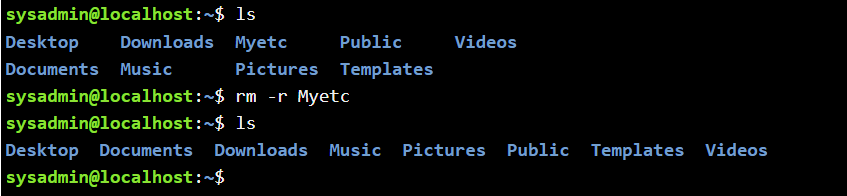 sysadmin@localhost:~$ ls
Desktop    Downloads  Myetc     Public     Videos
Documents  Music      Pictures  Templates
sysadmin@localhost:~$ rm -r Myetc
sysadmin@localhost:~$ ls
Desktop  Documents  Downloads  Music  Pictures  Public  Templates  Videos
sysadmin@localhost:~$